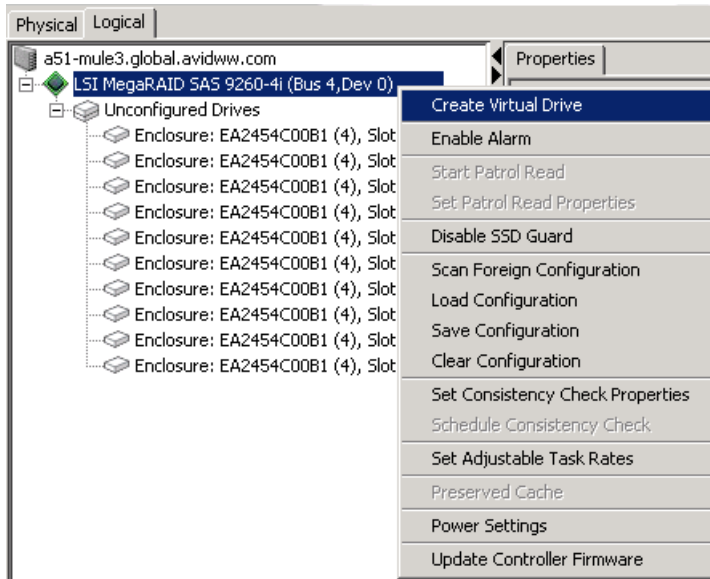 Physical Logical
a51-mule3.global.avidww.com
Properties
LSI MegaRAID SAS 9260-4i (Bus 4,Dev 0)
Unconfigured Drives
Enclosure: EA2454C00B1 (4), Slot
Enclosure: EA2454C00B1 (4), Slot
Enclosure: EA2454C00B1 (4), Slot
Enclosure: EA2454C00B1 (4), Slot
Enclosure: EA2454C00B1 (4), Slot
Enclosure: EA2454C00B1 (4), Slot
Enclosure: EA2454C00B1 (4), Slot
Enclosure: EA2454C00B1 (4), Slot
Enclosure: EA2454C00B1 (4), Slot
Enclosure: EA2454C00B1 (4), Slot
Create Virtual Drive
Enable Alarm
Start Patrol Read
Set Patrol Read Properties
Disable SSD Guard
Scan Foreign Configuration
Load Configuration
Save Configuration
Clear Configuration
Set Consistency Check Properties
Schedule Consistency Check
Set Adjustable Task Rates
Preserved Cache
Power Settings
Update Controller Firmware